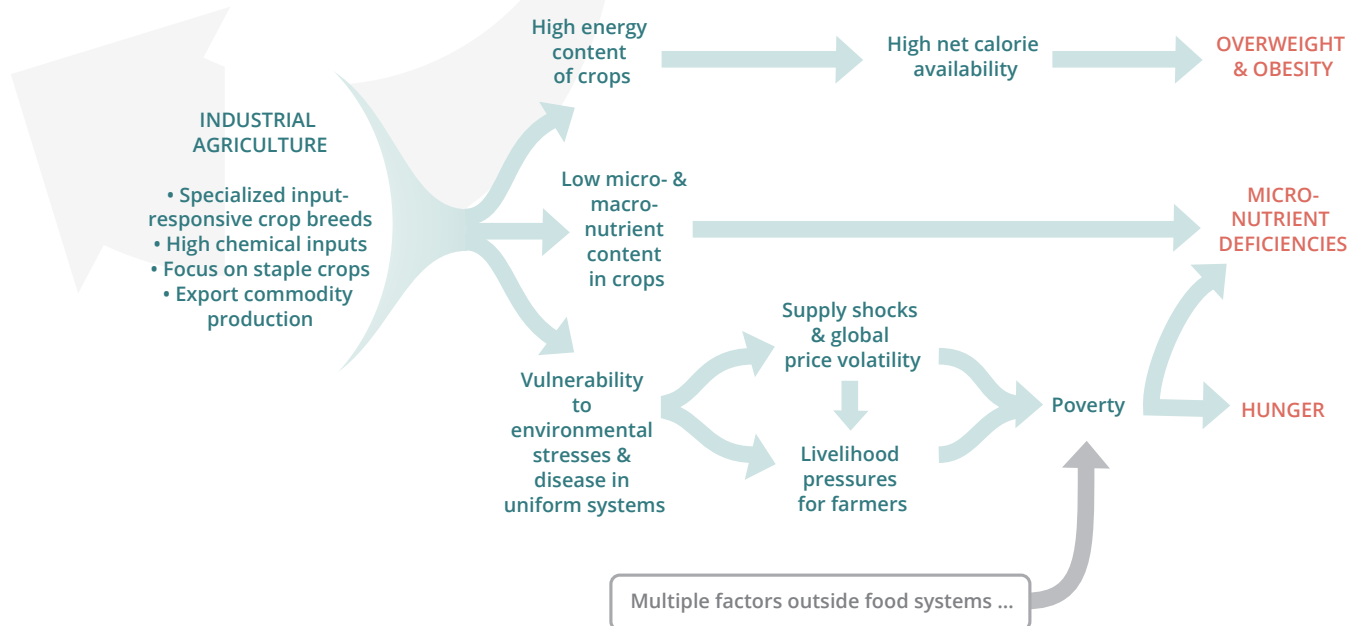 INDUSTRIAL
AGRICULTURE
• Specialized input-
responsive crop breeds
• High chemical inputs
• Focus on staple crops
• Export commodity
production
High energy
content
of crops
High net calorie
availability
OVERWEIGHT
& OBESITY
Low micro- &
macro-
nutrient
content
in crops
MICRO-
NUTRIENT
DEFICIENCIES
Vulnerability
to
environmental
stresses &
disease in
uniform systems
Supply shocks
& global
price volatility
Livelihood
pressures
for farmers
Poverty
HUNGER
Multiple factors outside food systems ...